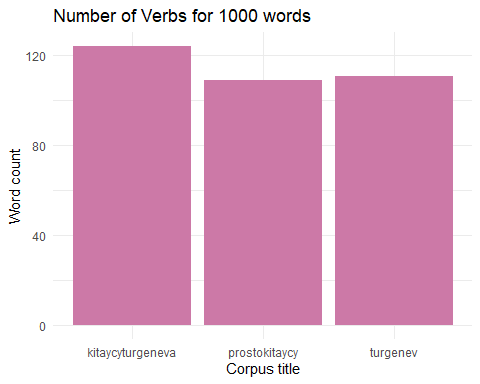 Number of Verbs for 1000 words
Word count
120
80
40
0
kitaycyturgeneva prostokitaycy turgenev
Corpus title